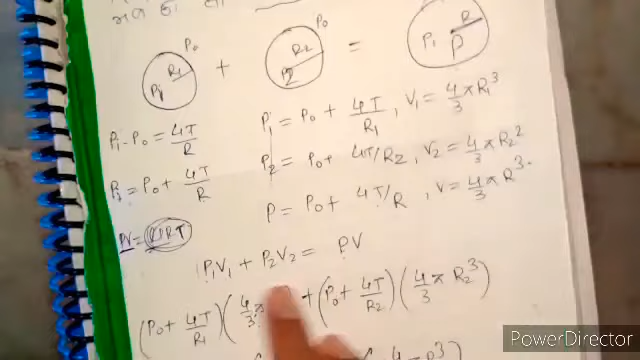 P₀ P₀
R₁ + R₂ = R
P₁ P₂ P₁ P
P₁ - P₀ = 4T/R
P₁ = P₀ + 4T/R₁ , V₁ = 4/3 π R₁³
P₂ = P₀ + 4T/R₂ , V₂ = 4/3 π R₂²
P₁ = P₀ + 4T/R
P = P₀ + 4T/R , V = 4/3 π R³.
PV = nRT
P₁V₁ + P₂V₂ = PV
(P₀ + 4T/R₁) (4/3 π + (P₀ + 4T/R₂) (4/3 π R₂³)
PowerDirector